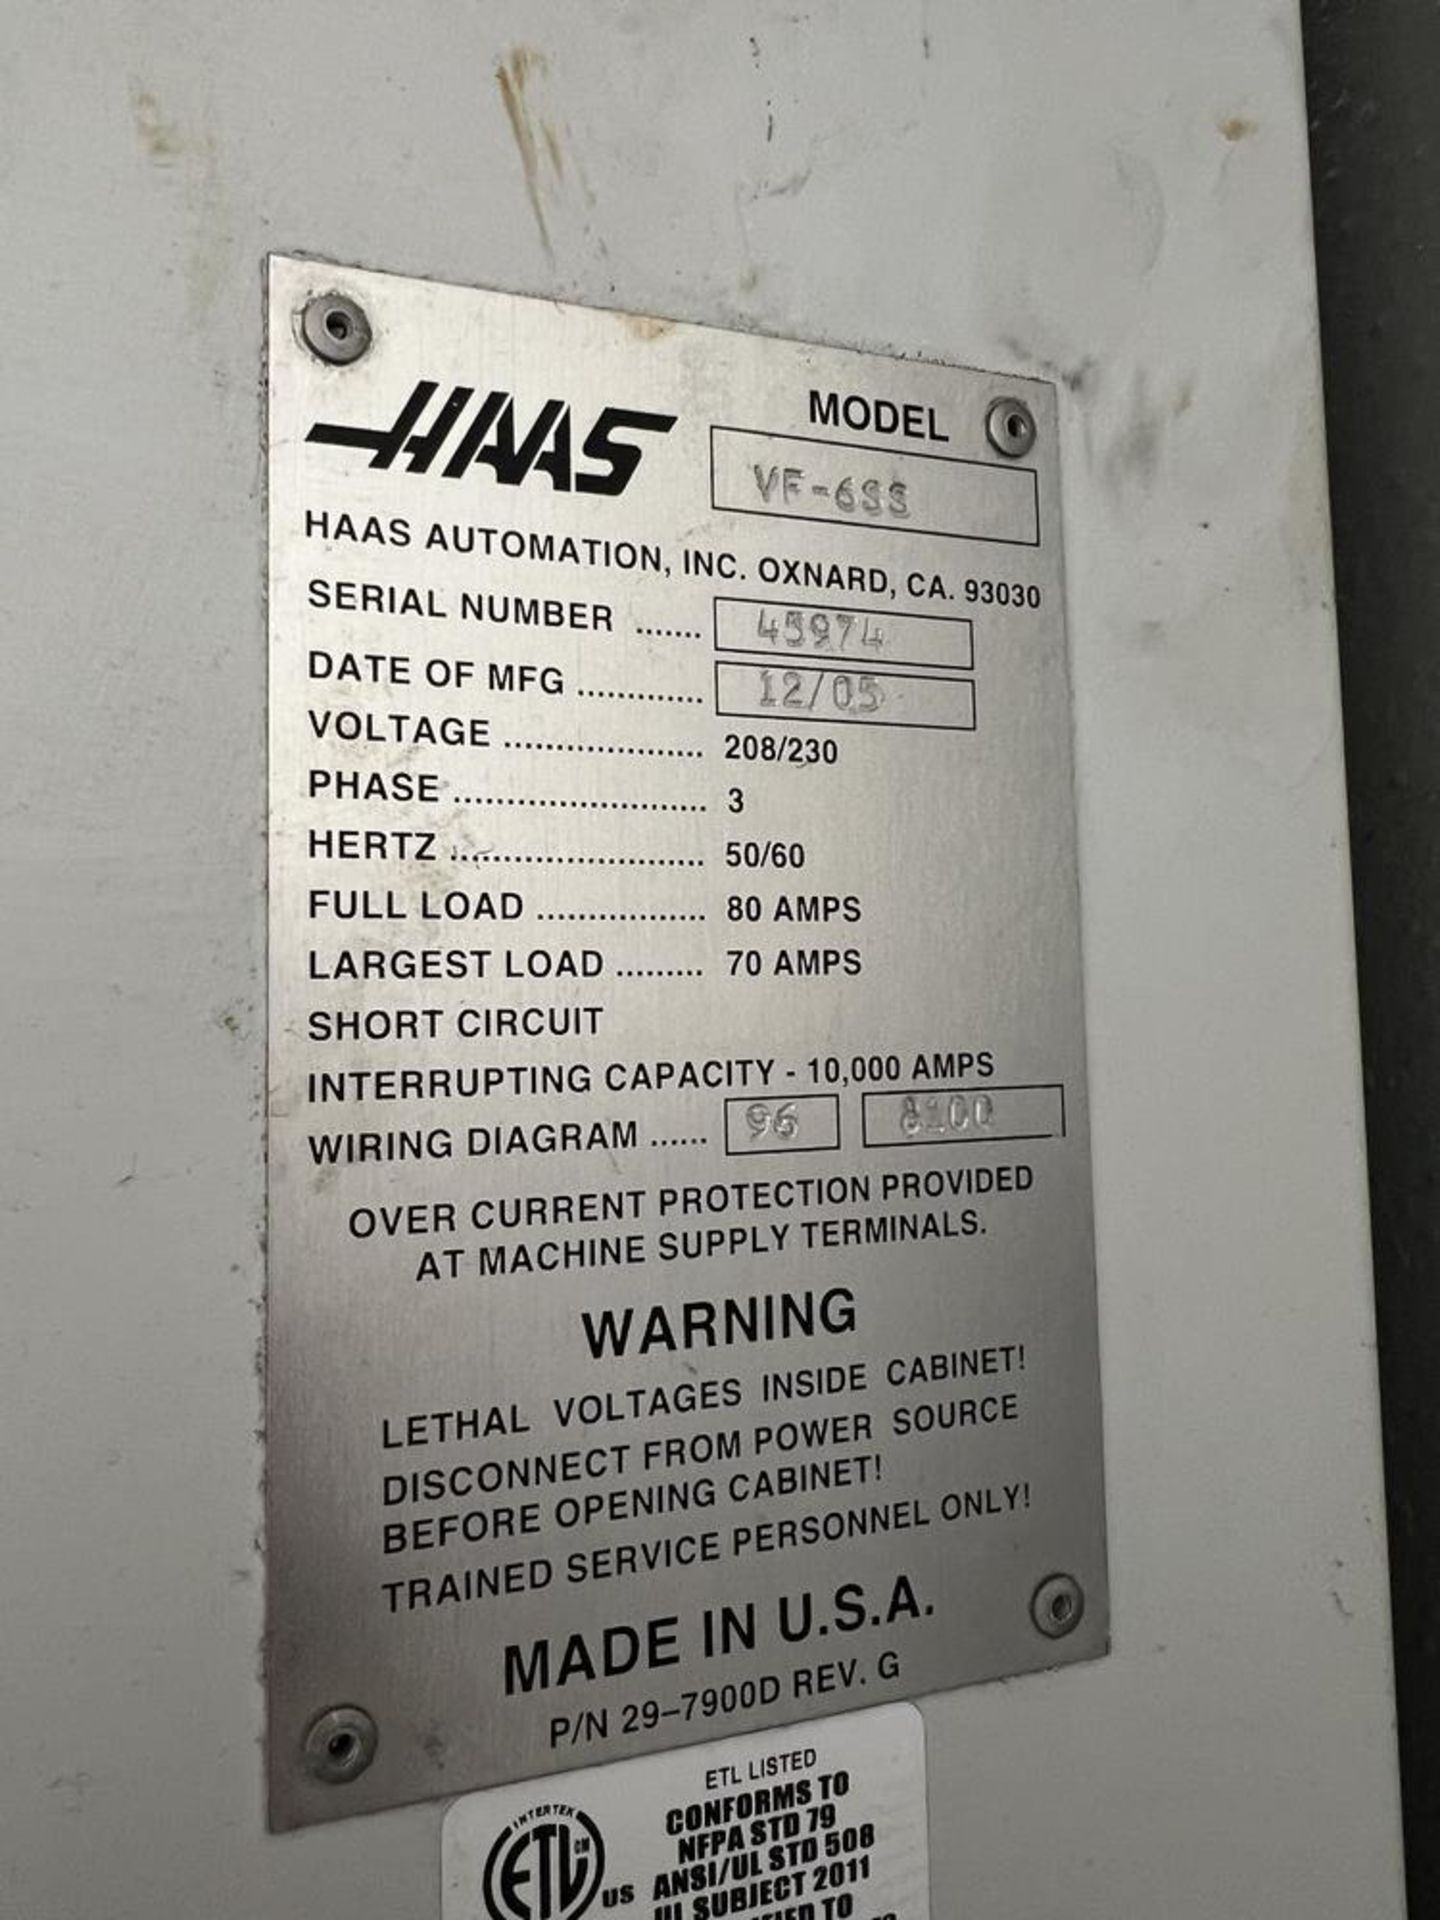 HAAS
MODEL
VF-6SS
HAAS AUTOMATION, INC. OXNARD, CA. 93030
SERIAL NUMBER ....... 45974
DATE OF MFG ............. 12/05
VOLTAGE ................... 208/230
PHASE ........................ 3
HERTZ ........................ 50/60
FULL LOAD ................ 80 AMPS
LARGEST LOAD ......... 70 AMPS
SHORT CIRCUIT
INTERRUPTING CAPACITY - 10,000 AMPS
WIRING DIAGRAM ...... 96 8100
OVER CURRENT PROTECTION PROVIDED
AT MACHINE SUPPLY TERMINALS.
WARNING
LETHAL VOLTAGES INSIDE CABINET!
DISCONNECT FROM POWER SOURCE
BEFORE OPENING CABINET!
TRAINED SERVICE PERSONNEL ONLY!
MADE IN U.S.A.
P/N 29-7900D REV. G
ETL LISTED
CONFORMS TO
NFPA STD 79
ANSI/UL STD 508
UL SUBJECT 2011
TO
INTERTEK
ETL CM
US